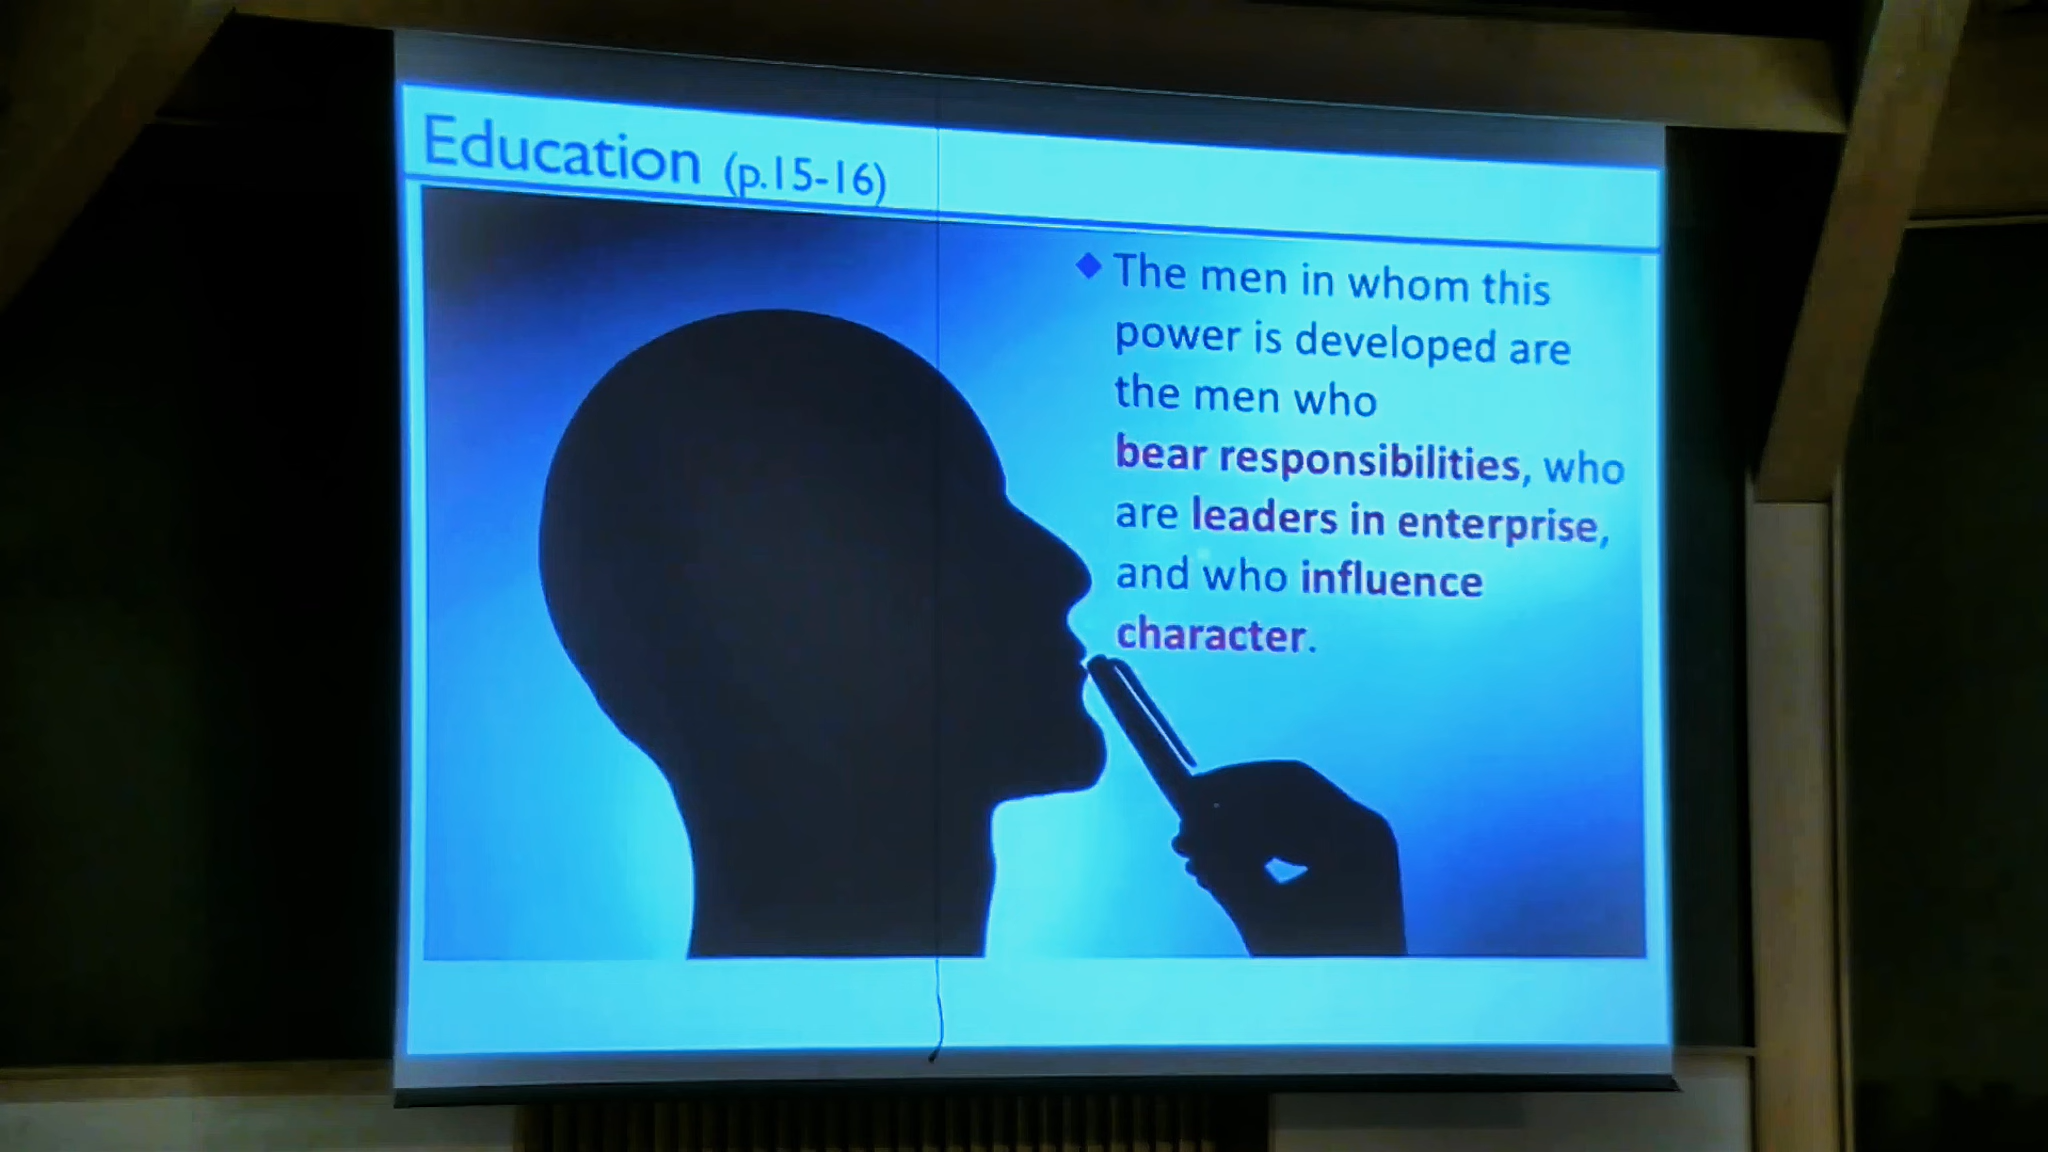 Education (p.15-16)
◆ The men in whom this
power is developed are
the men who
bear responsibilities, who
are leaders in enterprise,
and who influence
character.